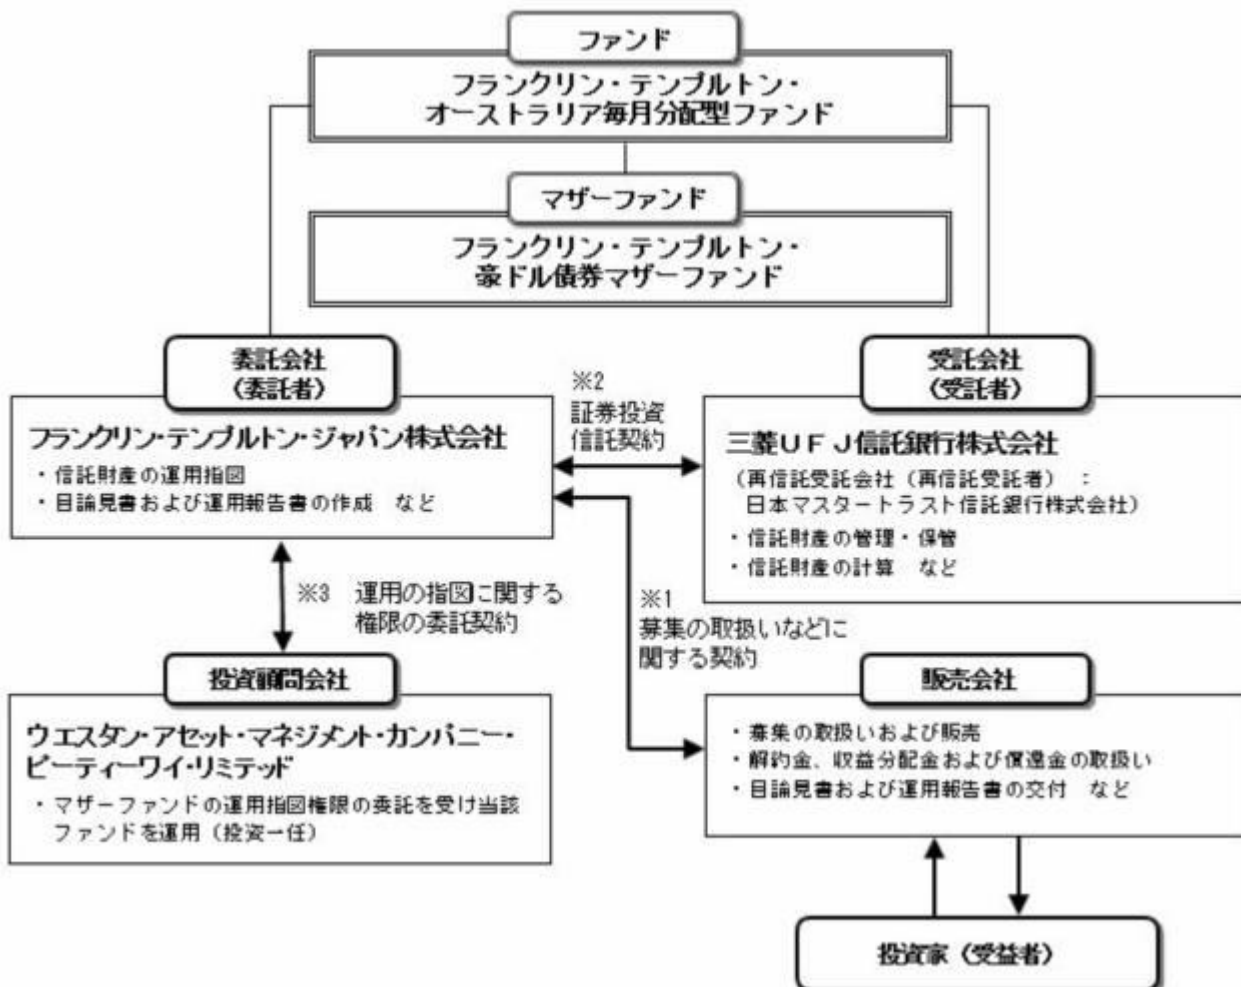 ファンド
フランクリン・テンプルトン・
オーストラリア毎月分配型ファンド
マザーファンド
フランクリン・テンプルトン・
豪ドル債券マザーファンド
委託会社
(委託者)
フランクリン・テンプルトン・ジャパン株式会社
・信託財産の運用指図
・目論見書および運用報告書の作成　など
※2
証券投資
信託契約
受託会社
(受託者)
三菱UFJ信託銀行株式会社
(再信託受託会社(再信託受託者)：
日本マスタートラスト信託銀行株式会社)
・信託財産の管理・保管
・信託財産の計算　など
※3　運用の指図に関する
権限の委託契約
※1
募集の取扱いなどに
関する契約
投資顧問会社
ウエスタン・アセット・マネジメント・カンパニー・
ピーティーワイ・リミテッド
・マザーファンドの運用指図権限の委託を受け当該
ファンドを運用(投資一任)
販売会社
・募集の取扱いおよび販売
・解約金、収益分配金および償還金の取扱い
・目論見書および運用報告書の交付　など
投資家(受益者)